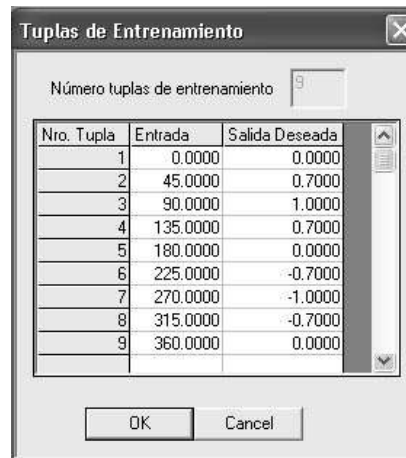 Tuplas de Entrenamiento
Número tuplas de entrenamiento 9
Nro. Tupla Entrada Salida Deseada
1 0.0000 0.0000
2 45.0000 0.7000
3 90.0000 1.0000
4 135.0000 0.7000
5 180.0000 0.0000
6 225.0000 -0.7000
7 270.0000 -1.0000
8 315.0000 -0.7000
9 360.0000 0.0000
OK Cancel